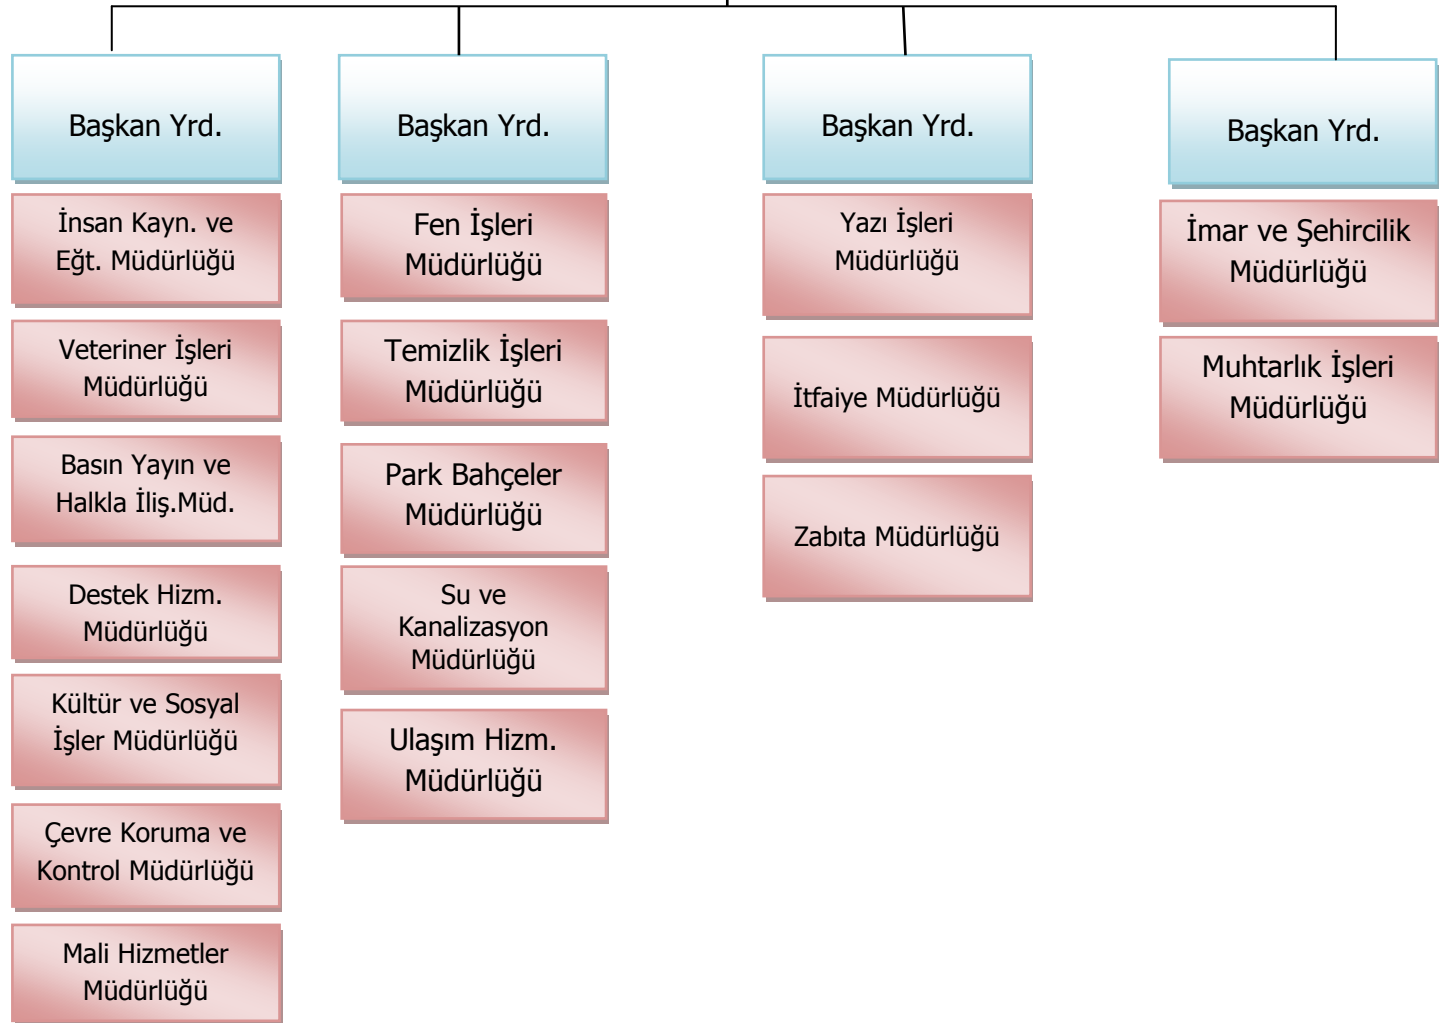 Başkan Yrd.
İnsan Kayn. ve
Eğt. Müdürlüğü
Veteriner İşleri
Müdürlüğü
Basın Yayın ve
Halkla İliş.Müd.
Destek Hizm.
Müdürlüğü
Kültür ve Sosyal
İşler Müdürlüğü
Çevre Koruma ve
Kontrol Müdürlüğü
Mali Hizmetler
Müdürlüğü
Başkan Yrd.
Fen İşleri
Müdürlüğü
Temizlik İşleri
Müdürlüğü
Park Bahçeler
Müdürlüğü
Su ve
Kanalizasyon
Müdürlüğü
Ulaşım Hizm.
Müdürlüğü
Başkan Yrd.
Yazı İşleri
Müdürlüğü
İtfaiye Müdürlüğü
Zabıta Müdürlüğü
Başkan Yrd.
İmar ve Şehircilik
Müdürlüğü
Muhtarlık İşleri
Müdürlüğü